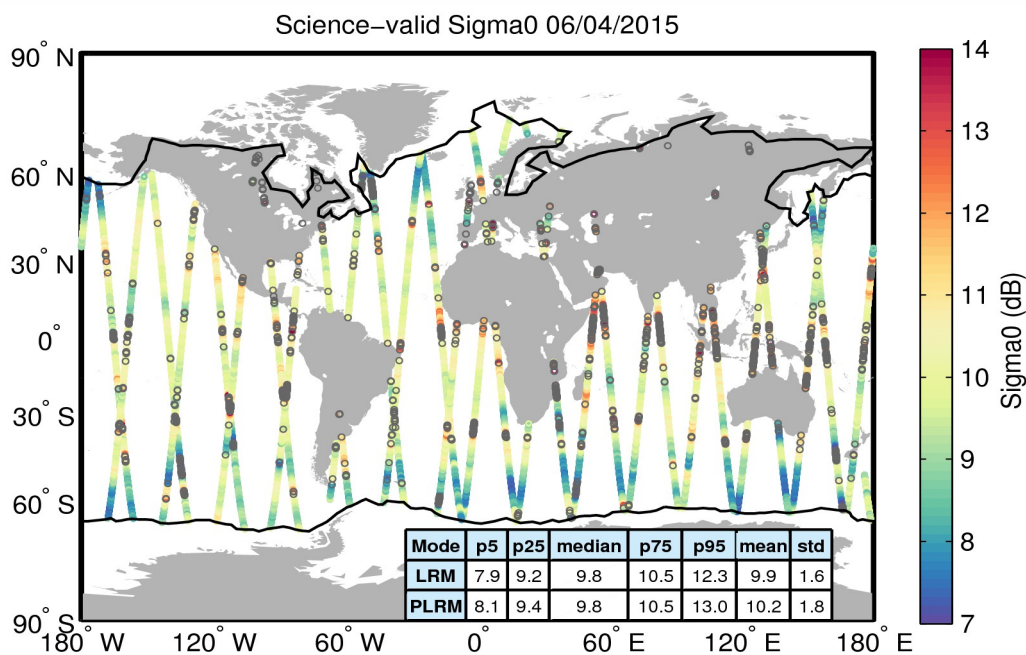 Science−valid Sigma0 06/04/2015
90° N
60° N
30° N
0°
30° S
60° S
90° S
180° W
120° W
60° W
0°
60° E
120° E
180° E
14
13
12
11
10
9
8
7
Sigma0 (dB)
Mode p5 p25 median p75 p95 mean std
LRM 7.9 9.2 9.8 10.5 12.3 9.9 1.6
PLRM 8.1 9.4 9.8 10.5 13.0 10.2 1.8